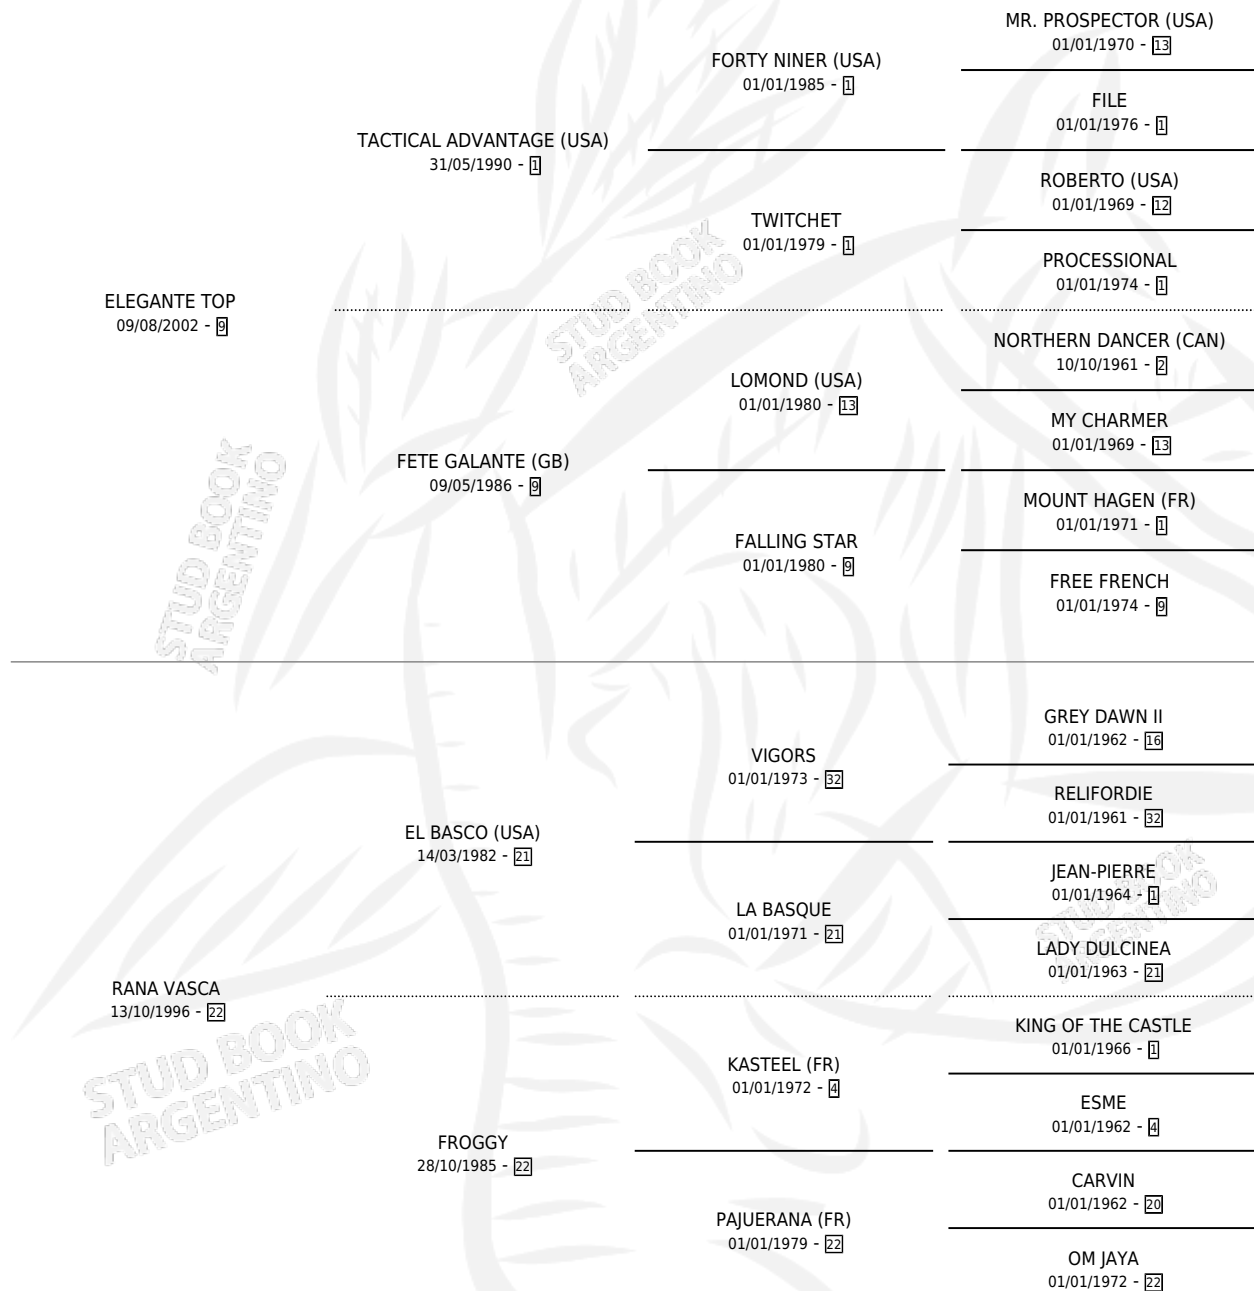 MR. PROSPECTOR (USA)
01/01/1970 - 13
FORTY NINER (USA)
01/01/1985 - 1
FILE
01/01/1976 - 1
TACTICAL ADVANTAGE (USA)
31/05/1990 - 1
ROBERTO (USA)
01/01/1969 - 12
TWITCHET
01/01/1979 - 1
PROCESSIONAL
01/01/1974 - 1
ELEGANTE TOP
09/08/2002 - 9
STUD BOOK
ARGENTINO
NORTHERN DANCER (CAN)
10/10/1961 - 2
LOMOND (USA)
01/01/1980 - 13
MY CHARMER
01/01/1969 - 13
FETE GALANTE (GB)
09/05/1986 - 9
MOUNT HAGEN (FR)
01/01/1971 - 1
FALLING STAR
01/01/1980 - 9
FREE FRENCH
01/01/1974 - 9
STUD BOOK
ARGENTINO
GREY DAWN II
01/01/1962 - 16
VIGORS
01/01/1973 - 32
RELIFORDIE
01/01/1961 - 32
EL BASCO (USA)
14/03/1982 - 21
JEAN-PIERRE
01/01/1964 - 1
LA BASQUE
01/01/1971 - 21
STUD BOOK
ARGENTINO
LADY DULCINEA
01/01/1963 - 21
RANA VASCA
13/10/1996 - 22
KING OF THE CASTLE
01/01/1966 - 1
KASTEEL (FR)
01/01/1972 - 4
STUD BOOK
ARGENTINO
ESME
01/01/1962 - 4
FROGGY
28/10/1985 - 22
CARVIN
01/01/1962 - 20
PAJUERANA (FR)
01/01/1979 - 22
OM JAYA
01/01/1972 - 22